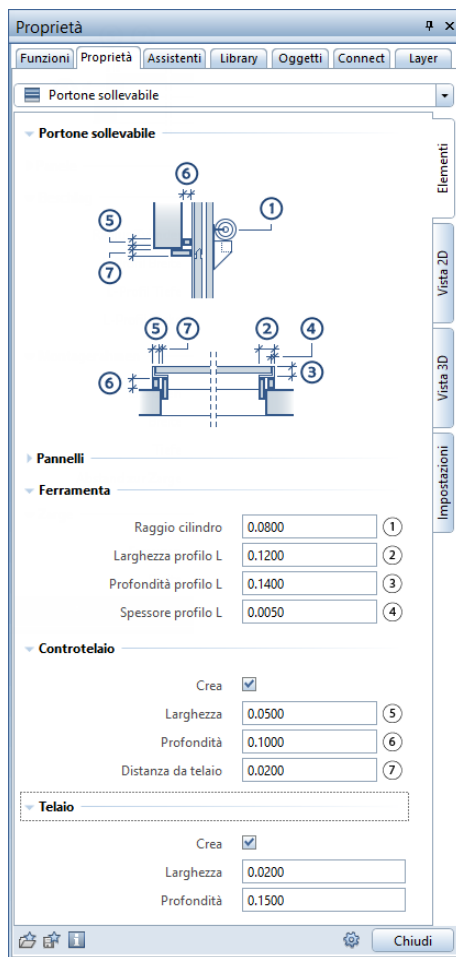 Proprietà
Funzioni Proprietà Assistenti Library Oggetti Connect Layer
Portone sollevabile
Elementi
Vista 2D
Vista 3D
Impostazioni
Portone sollevabile
6
5
1
7
5 7 2 4
6 3
Pannelli
Ferramenta
Raggio cilindro 0.0800 1
Larghezza profilo L 0.1200 2
Profondità profilo L 0.1400 3
Spessore profilo L 0.0050 4
Controtelaio
Crea
Larghezza 0.0500 5
Profondità 0.1000 6
Distanza da telaio 0.0200 7
Telaio
Crea
Larghezza 0.0200
Profondità 0.1500
Chiudi